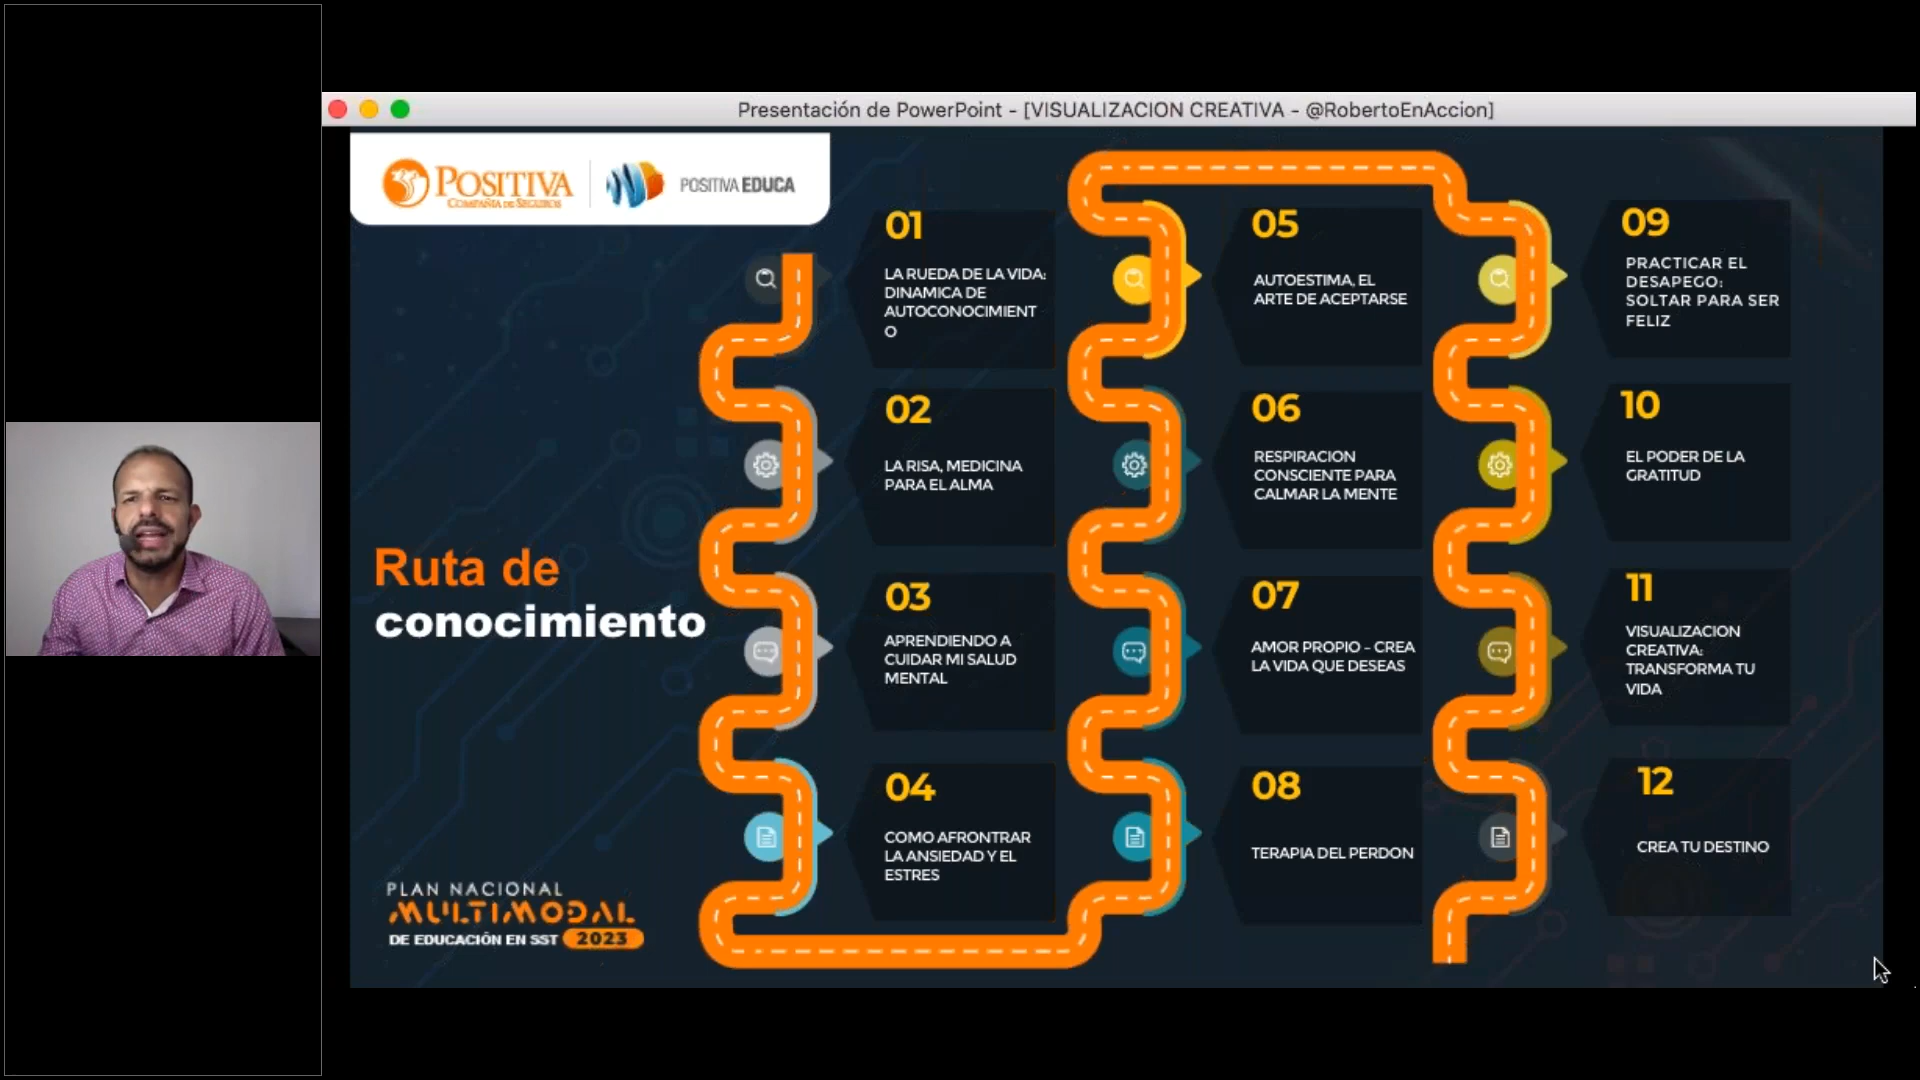 Presentación de PowerPoint - [VISUALIZACION CREATIVA - @RobertoEnAccion]
POSITIVA
COMPAÑÍA DE SEGUROS
POSITIVA EDUCA
Ruta de
conocimiento
PLAN NACIONAL
MULTIMODAL
DE EDUCACIÓN EN SST 2023
01
LA RUEDA DE LA VIDA:
DINAMICA DE
AUTOCONOCIMIENT
O
02
LA RISA, MEDICINA
PARA EL ALMA
03
APRENDIENDO A
CUIDAR MI SALUD
MENTAL
04
COMO AFRONTRAR
LA ANSIEDAD Y EL
ESTRES
05
AUTOESTIMA, EL
ARTE DE ACEPTARSE
06
RESPIRACION
CONSCIENTE PARA
CALMAR LA MENTE
07
AMOR PROPIO - CREA
LA VIDA QUE DESEAS
08
TERAPIA DEL PERDON
09
PRACTICAR EL
DESAPEGO:
SOLTAR PARA SER
FELIZ
10
EL PODER DE LA
GRATITUD
11
VISUALIZACION
CREATIVA:
TRANSFORMA TU
VIDA
12
CREA TU DESTINO